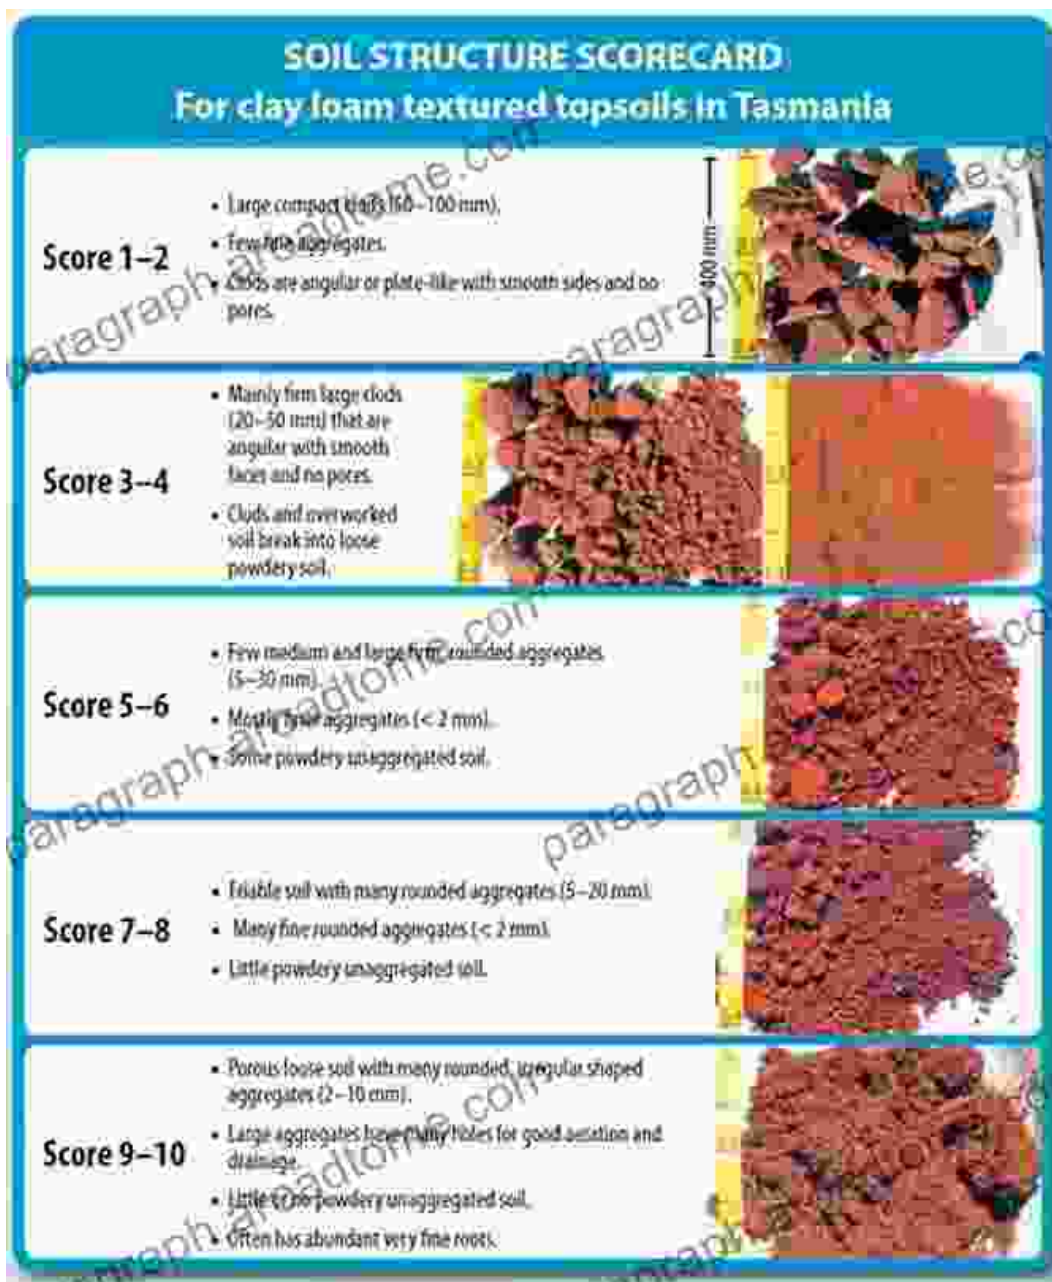 SOIL STRUCTURE SCORECARD
For clay loam textured topsoils in Tasmania
Score 1–2
• Large compact clods (60–100 mm).
• Few fine aggregates.
• Clods are angular or plate-like with smooth sides and no
pores.
400 mm
Score 3–4
• Mainly firm large clods
(20–50 mm) that are
angular with smooth
faces and no pores.
• Clods and overworked
soil break into loose
powdery soil.
Score 5–6
• Few medium and large firm, rounded aggregates
(5–30 mm).
• Mostly finer aggregates (< 2 mm).
• Some powdery unaggregated soil.
Score 7–8
• Friable soil with many rounded aggregates (5–20 mm).
• Many fine rounded aggregates (< 2 mm).
• Little powdery unaggregated soil.
Score 9–10
• Porous loose soil with many rounded, irregular shaped
aggregates (2–10 mm).
• Large aggregates have many holes for good aeration and
drainage.
• Little or no powdery unaggregated soil.
• Often has abundant very fine roots.
paragraph.aroadtome.com